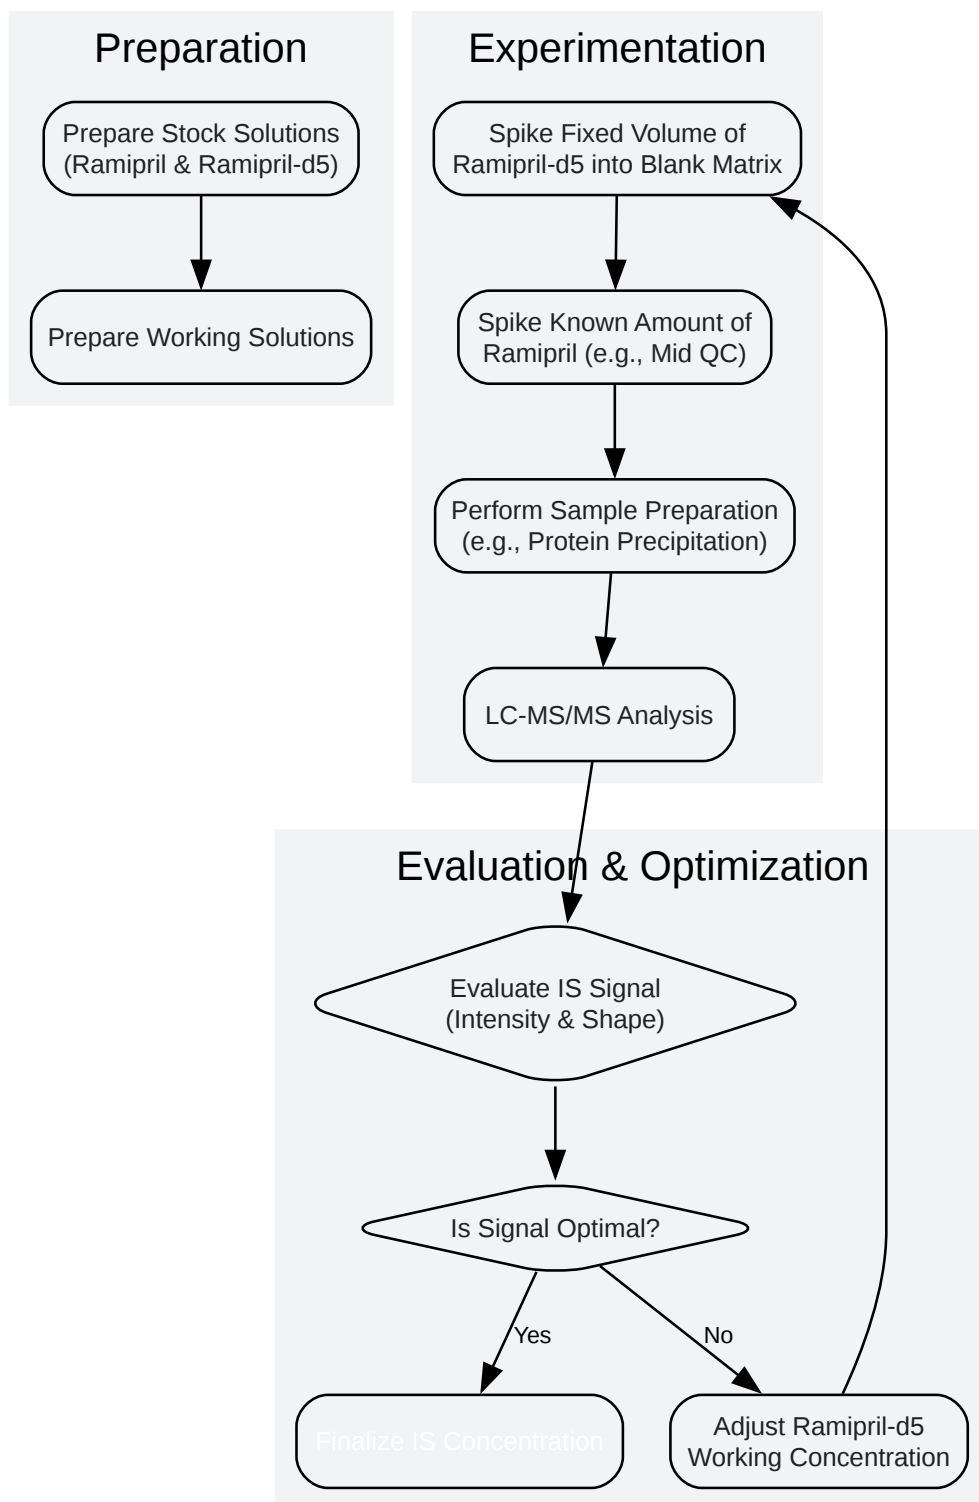 Preparation
Prepare Stock Solutions
(Ramipril & Ramipril-d5)
Prepare Working Solutions
Experimentation
Spike Fixed Volume of
Ramipril-d5 into Blank Matrix
Spike Known Amount of
Ramipril (e.g., Mid QC)
Perform Sample Preparation
(e.g., Protein Precipitation)
LC-MS/MS Analysis
Evaluation & Optimization
Evaluate IS Signal
(Intensity & Shape)
Is Signal Optimal?
Yes
No
Finalize IS Concentration
Adjust Ramipril-d5
Working Concentration